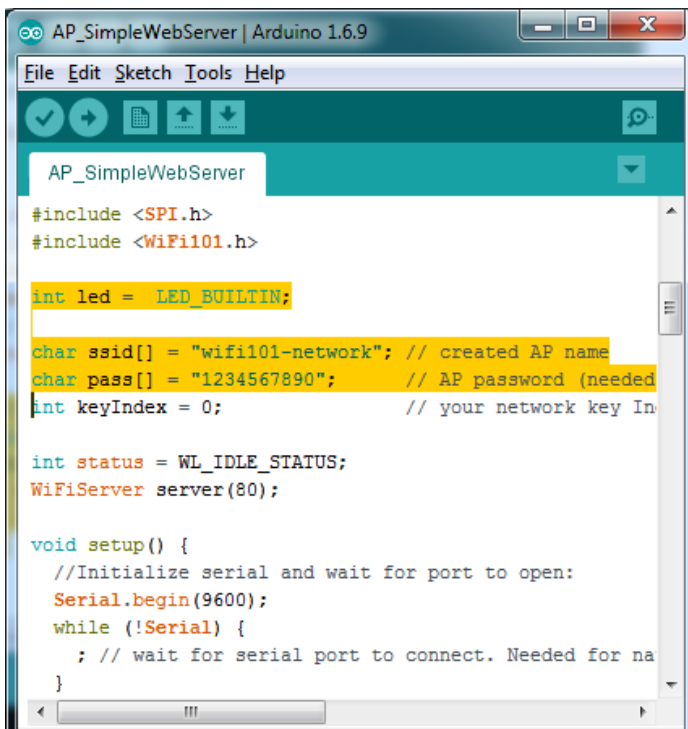 AP_SimpleWebServer | Arduino 1.6.9
File Edit Sketch Tools Help
AP_SimpleWebServer
#include <SPI.h>
#include <WiFi101.h>
int led =  LED_BUILTIN;
char ssid[] = "wifi101-network"; // created AP name
char pass[] = "1234567890";      // AP password (needed
int keyIndex = 0;                // your network key In
int status = WL_IDLE_STATUS;
WiFiServer server(80);
void setup() {
  //Initialize serial and wait for port to open:
  Serial.begin(9600);
  while (!Serial) {
    ; // wait for serial port to connect. Needed for na
  }